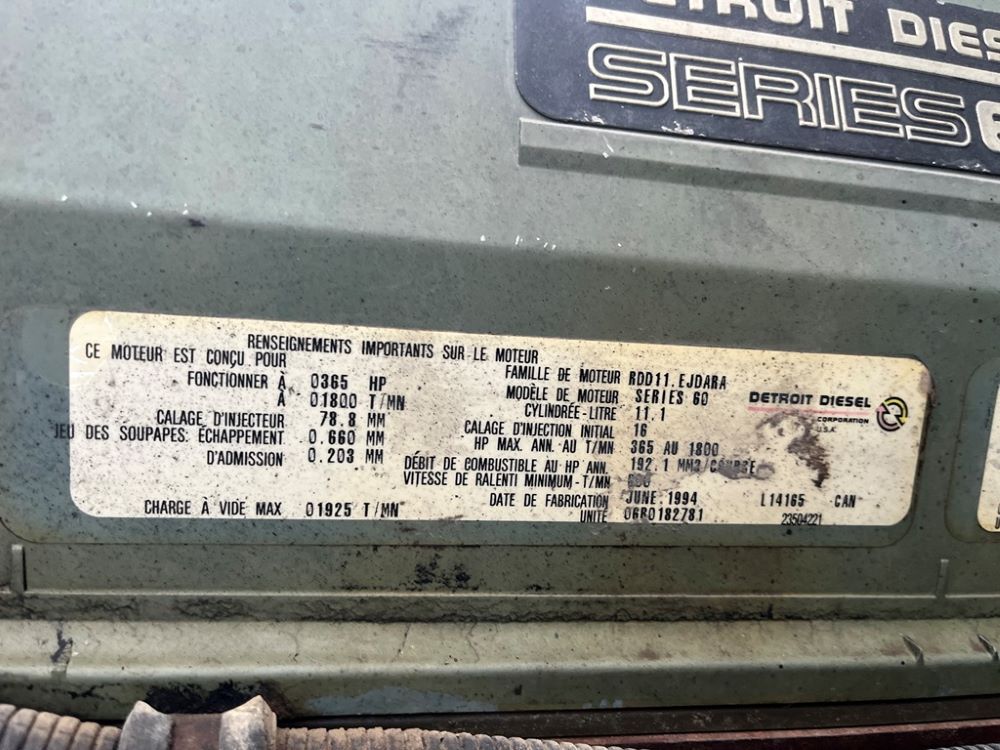 DETROIT DIES
SERIES 6
RENSEIGNEMENTS IMPORTANTS SUR LE MOTEUR
CE MOTEUR EST CONÇU POUR
FONCTIONNER À 0365 HP
À 01800 T/MN
CALAGE D'INJECTEUR 78.8 MM
JEU DES SOUPAPES: ÉCHAPPEMENT 0.660 MM
D'ADMISSION 0.203 MM
CHARGE À VIDE MAX 01925 T/MN
FAMILLE DE MOTEUR RDD11.EJDARA
MODÈLE DE MOTEUR SERIES 60
CYLINDRÉE-LITRE 11.1
CALAGE D'INJECTION INITIAL 16
HP MAX. ANN. AU T/MN 365 AU 1800
DÉBIT DE COMBUSTIBLE AU HP ANN. 192.1 MM3/COURSE
VITESSE DE RALENTI MINIMUM-T/MN
DATE DE FABRICATION JUNE 1994
UNITÉ 06R0182781
DETROIT DIESEL
CORPORATION
U.S.A.
L14165 CAN
23504221